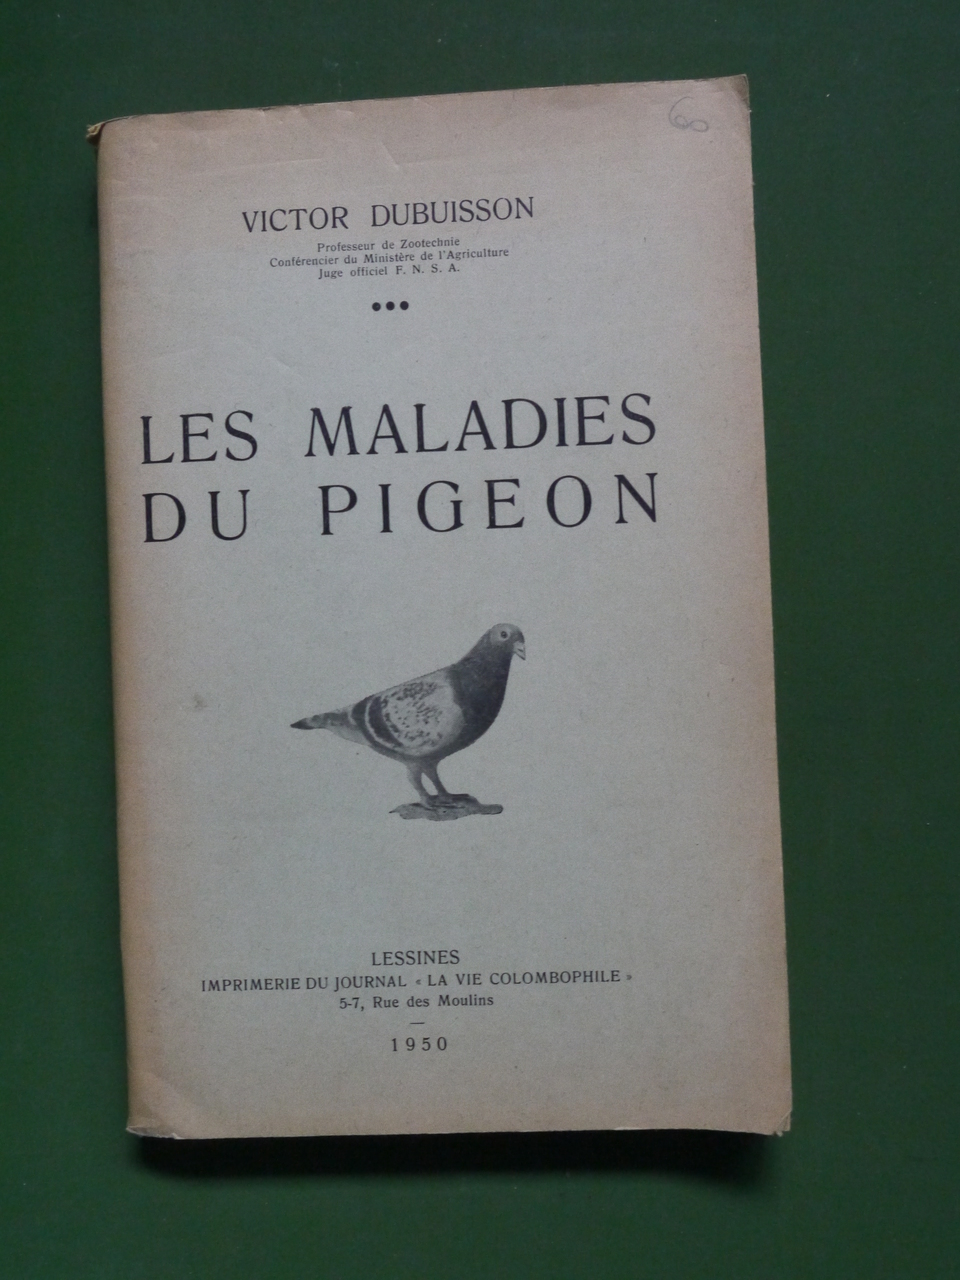 60
VICTOR DUBUISSON
Professeur de Zootechnie
Conférencier du Ministère de l'Agriculture
Juge officiel F. N. S. A.
LES MALADIES
DU PIGEON
LESSINES
IMPRIMERIE DU JOURNAL « LA VIE COLOMBOPHILE »
5-7, Rue des Moulins
1950